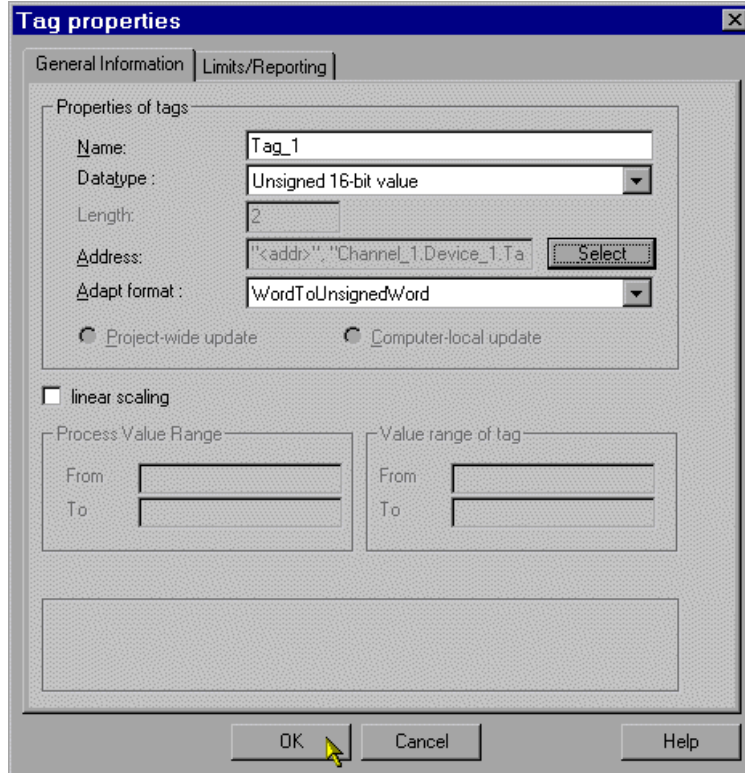 Tag properties
General Information Limits/Reporting
Properties of tags
Name: Tag_1
Datatype : Unsigned 16-bit value
Length: 2
Address: "<addr>", "Channel_1.Device_1.Ta Select
Adapt format : WordToUnsignedWord
Project-wide update Computer-local update
linear scaling
Process Value Range Value range of tag
From From
To To
OK Cancel Help